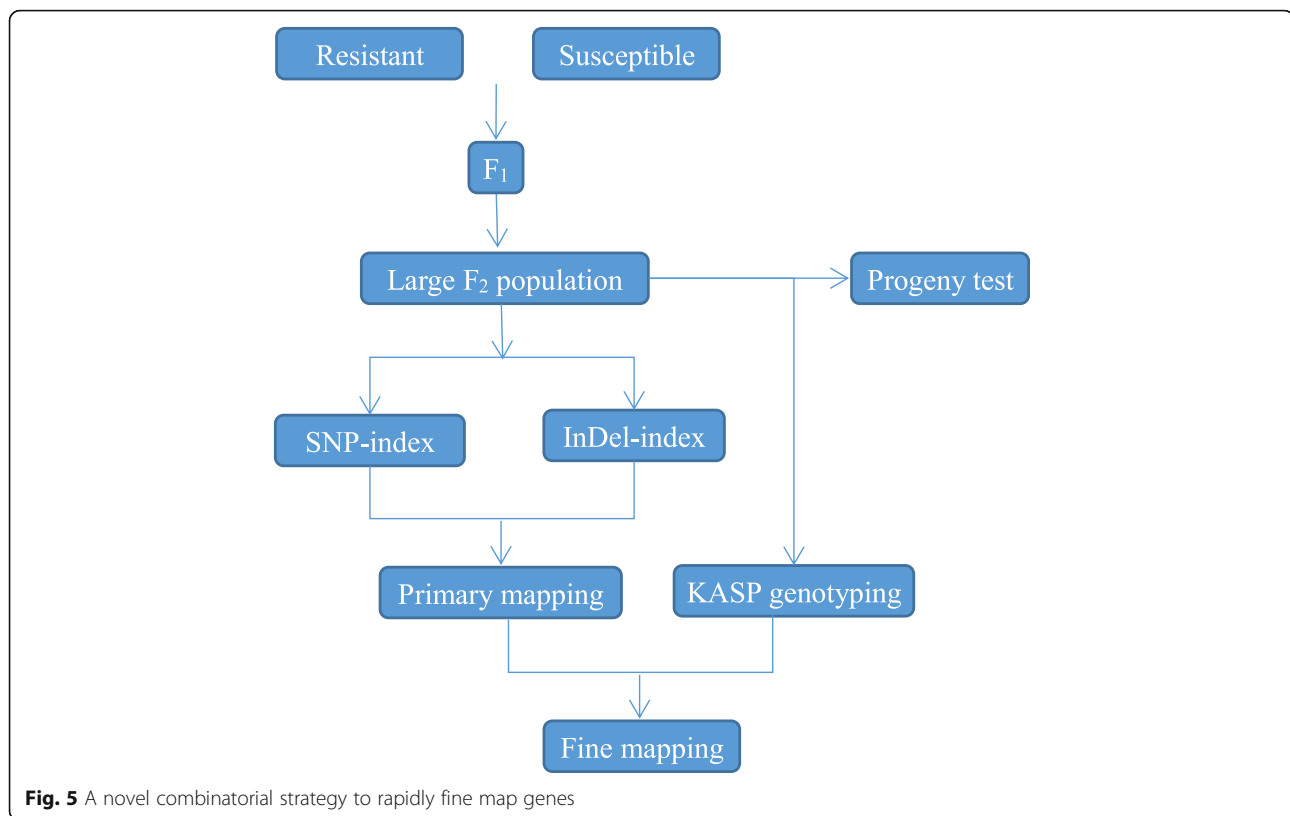 Resistant
Susceptible
F₁
Large F₂ population
Progeny test
SNP-index
InDel-index
Primary mapping
KASP genotyping
Fine mapping
Fig. 5 A novel combinatorial strategy to rapidly fine map genes